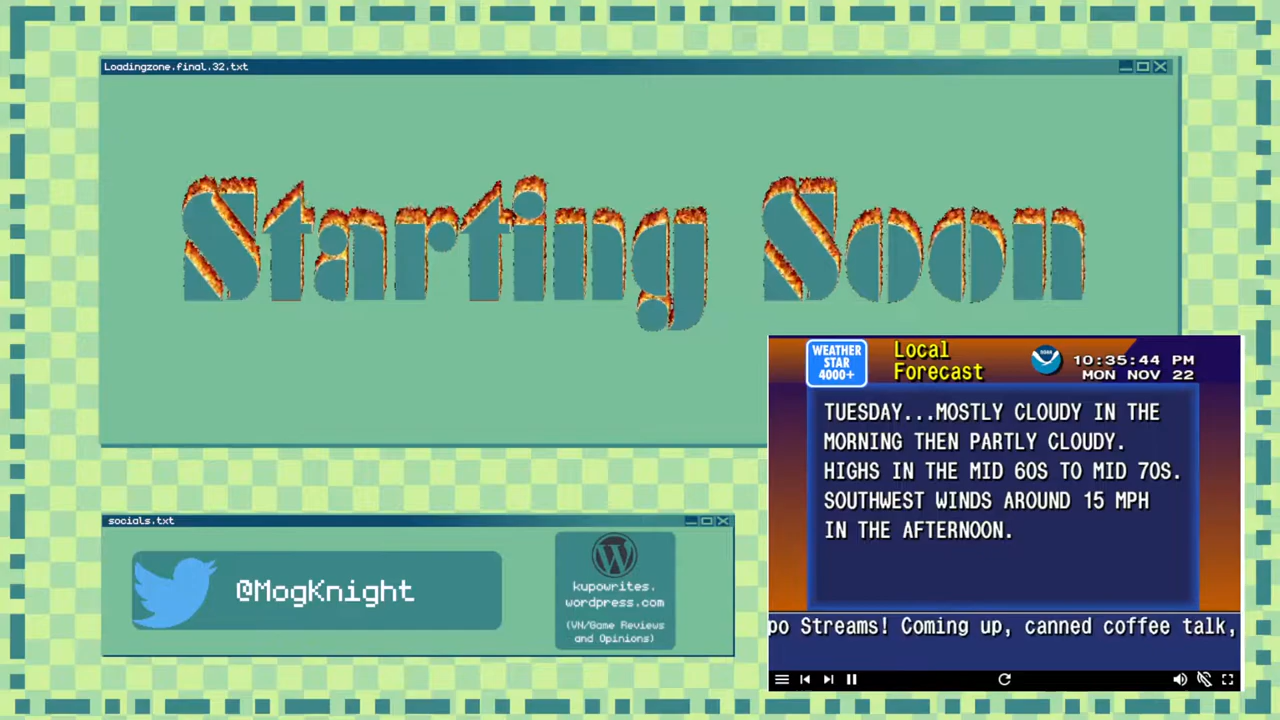 Loadingzone.final.32.txt
Starting Soon
WEATHER
STAR
4000+
Local
Forecast
10:35:44 PM
MON NOV 22
TUESDAY...MOSTLY CLOUDY IN THE
MORNING THEN PARTLY CLOUDY.
HIGHS IN THE MID 60S TO MID 70S.
SOUTHWEST WINDS AROUND 15 MPH
IN THE AFTERNOON.
po Streams! Coming up, canned coffee talk,
socials.txt
@MogKnight
kupowrites.
wordpress.com
(VN/Game Reviews
and Opinions)